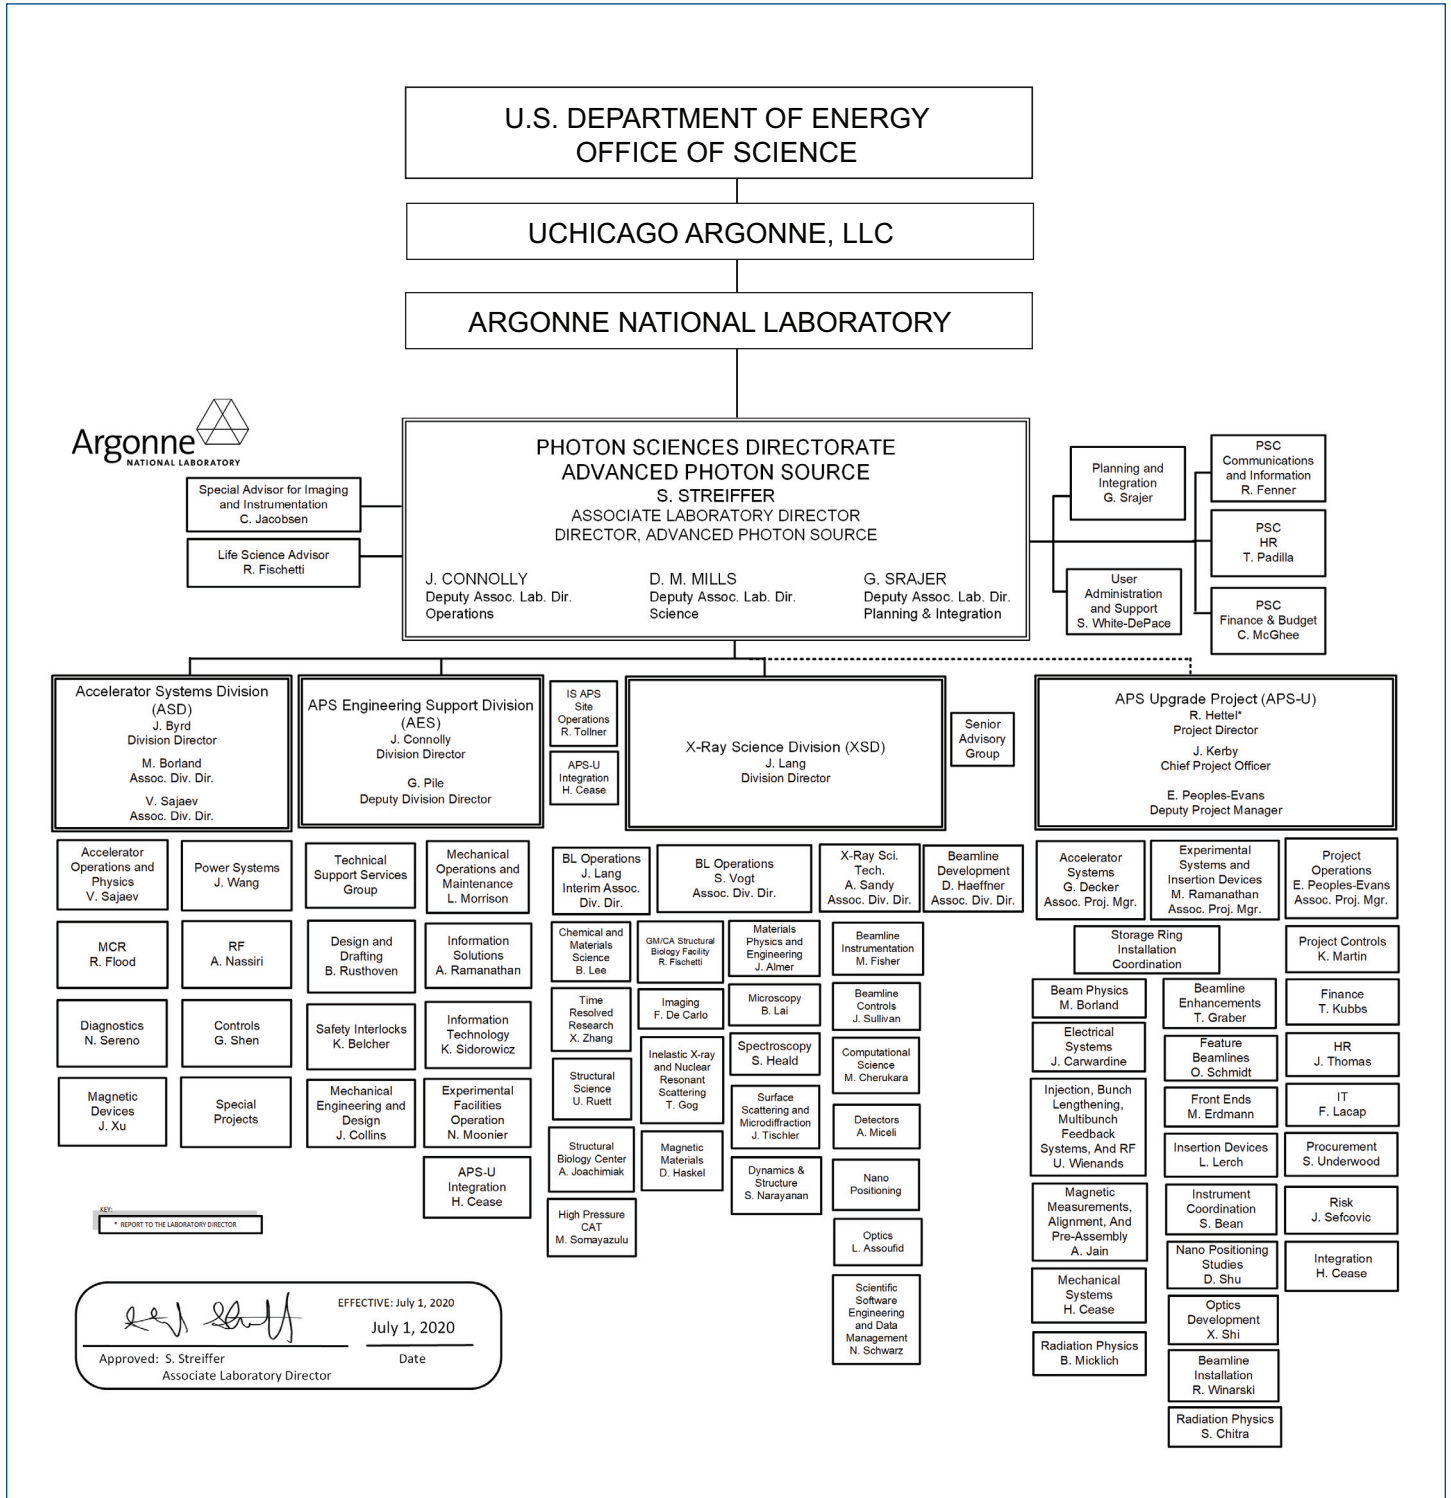 U.S. DEPARTMENT OF ENERGY
OFFICE OF SCIENCE
UCHICAGO ARGONNE, LLC
ARGONNE NATIONAL LABORATORY
Argonne
NATIONAL LABORATORY
Special Advisor for Imaging
and Instrumentation
C. Jacobsen
Life Science Advisor
R. Fischetti
PHOTON SCIENCES DIRECTORATE
ADVANCED PHOTON SOURCE
S. STREIFFER
ASSOCIATE LABORATORY DIRECTOR
DIRECTOR, ADVANCED PHOTON SOURCE
J. CONNOLLY
Deputy Assoc. Lab. Dir.
Operations
D. M. MILLS
Deputy Assoc. Lab. Dir.
Science
G. SRAJER
Deputy Assoc. Lab. Dir.
Planning & Integration
Planning and
Integration
G. Srajer
User
Administration
and Support
S. White-DePace
PSC
Communications
and Information
R. Fenner
PSC
HR
T. Padilla
PSC
Finance & Budget
C. McGhee
Accelerator Systems Division
(ASD)
J. Byrd
Division Director
M. Borland
Assoc. Div. Dir.
V. Sajaev
Assoc. Div. Dir.
APS Engineering Support Division
(AES)
J. Connolly
Division Director
G. Pile
Deputy Division Director
IS APS
Site
Operations
R. Tollner
APS-U
Integration
H. Cease
X-Ray Science Division (XSD)
J. Lang
Division Director
Senior
Advisory
Group
APS Upgrade Project (APS-U)
R. Hettel*
Project Director
J. Kerby
Chief Project Officer
E. Peoples-Evans
Deputy Project Manager
Accelerator
Operations and
Physics
V. Sajaev
MCR
R. Flood
Diagnostics
N. Sereno
Magnetic
Devices
J. Xu
Power Systems
J. Wang
RF
A. Nassiri
Controls
G. Shen
Special
Projects
Technical
Support Services
Group
Design and
Drafting
B. Rusthoven
Safety Interlocks
K. Belcher
Mechanical
Engineering and
Design
J. Collins
Mechanical
Operations and
Maintenance
L. Morrison
Information
Solutions
A. Ramanathan
Information
Technology
K. Sidorowicz
Experimental
Facilities
Operation
N. Moonier
APS-U
Integration
H. Cease
BL Operations
J. Lang
Interim Assoc.
Div. Dir.
BL Operations
S. Vogt
Assoc. Div. Dir.
X-Ray Sci.
Tech.
A. Sandy
Assoc. Div. Dir.
Beamline
Development
D. Haeffner
Assoc. Div. Dir.
Chemical and
Materials
Science
B. Lee
Time
Resolved
Research
X. Zhang
Structural
Science
U. Ruett
Structural
Biology Center
A. Joachimiak
High Pressure
CAT
M. Somayazulu
GM/CA Structural
Biology Facility
R. Fischetti
Imaging
F. De Carlo
Inelastic X-ray
and Nuclear
Resonant
Scattering
T. Gog
Magnetic
Materials
D. Haskel
Materials
Physics and
Engineering
J. Almer
Microscopy
B. Lai
Spectroscopy
S. Heald
Surface
Scattering and
Microdiffraction
J. Tischler
Dynamics &
Structure
S. Narayanan
Beamline
Instrumentation
M. Fisher
Beamline
Controls
J. Sullivan
Computational
Science
M. Cherukara
Detectors
A. Miceli
Nano
Positioning
Optics
L. Assoufid
Scientific
Software
Engineering
and Data
Management
N. Schwarz
Accelerator
Systems
G. Decker
Assoc. Proj. Mgr.
Experimental
Systems and
Insertion Devices
M. Ramanathan
Assoc. Proj. Mgr.
Project
Operations
E. Peoples-Evans
Assoc. Proj. Mgr.
Storage Ring
Installation
Coordination
Beam Physics
M. Borland
Electrical
Systems
J. Carwardine
Injection, Bunch
Lengthening,
Multibunch
Feedback
Systems, And RF
U. Wienands
Magnetic
Measurements,
Alignment, And
Pre-Assembly
A. Jain
Mechanical
Systems
H. Cease
Radiation Physics
B. Micklich
Beamline
Enhancements
T. Graber
Feature
Beamlines
O. Schmidt
Front Ends
M. Erdmann
Insertion Devices
L. Lerch
Instrument
Coordination
S. Bean
Nano Positioning
Studies
D. Shu
Optics
Development
X. Shi
Beamline
Installation
R. Winarski
Radiation Physics
S. Chitra
Project Controls
K. Martin
Finance
T. Kubbs
HR
J. Thomas
IT
F. Lacap
Procurement
S. Underwood
Risk
J. Sefcovic
Integration
H. Cease
KEY:
* REPORT TO THE LABORATORY DIRECTOR
EFFECTIVE: July 1, 2020
July 1, 2020
Approved: S. Streiffer
Date
Associate Laboratory Director